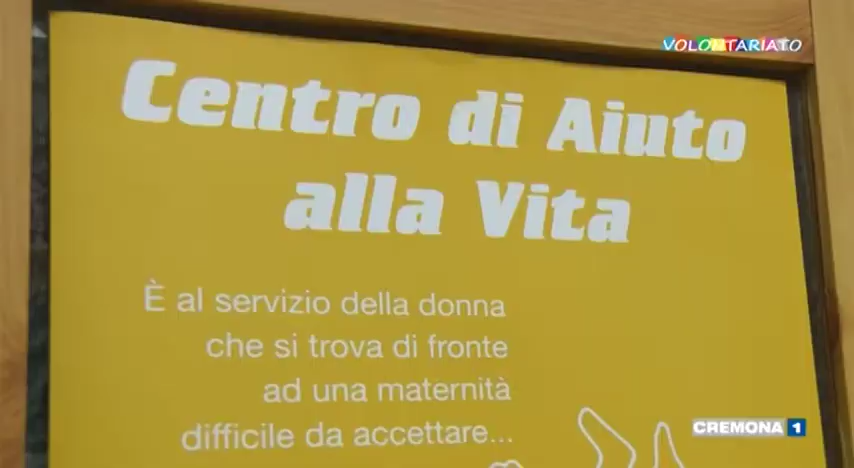 VOLONTARIATO
Centro di Aiuto
alla Vita
È al servizio della donna
che si trova di fronte
ad una maternità
difficile da accettare...
CREMONA 1